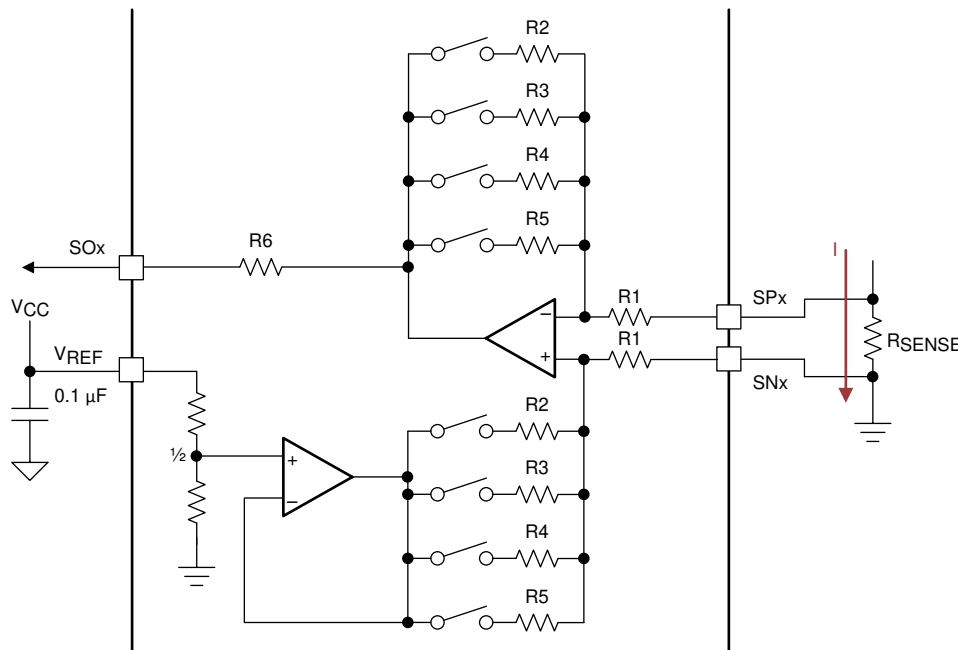 R2
R3
R4
R5
SOx
R6
I
VCC
R1
SPx
VREF
R1
RSENSE
SNx
0.1 µF
R2
½
R3
R4
R5
− +
+ −